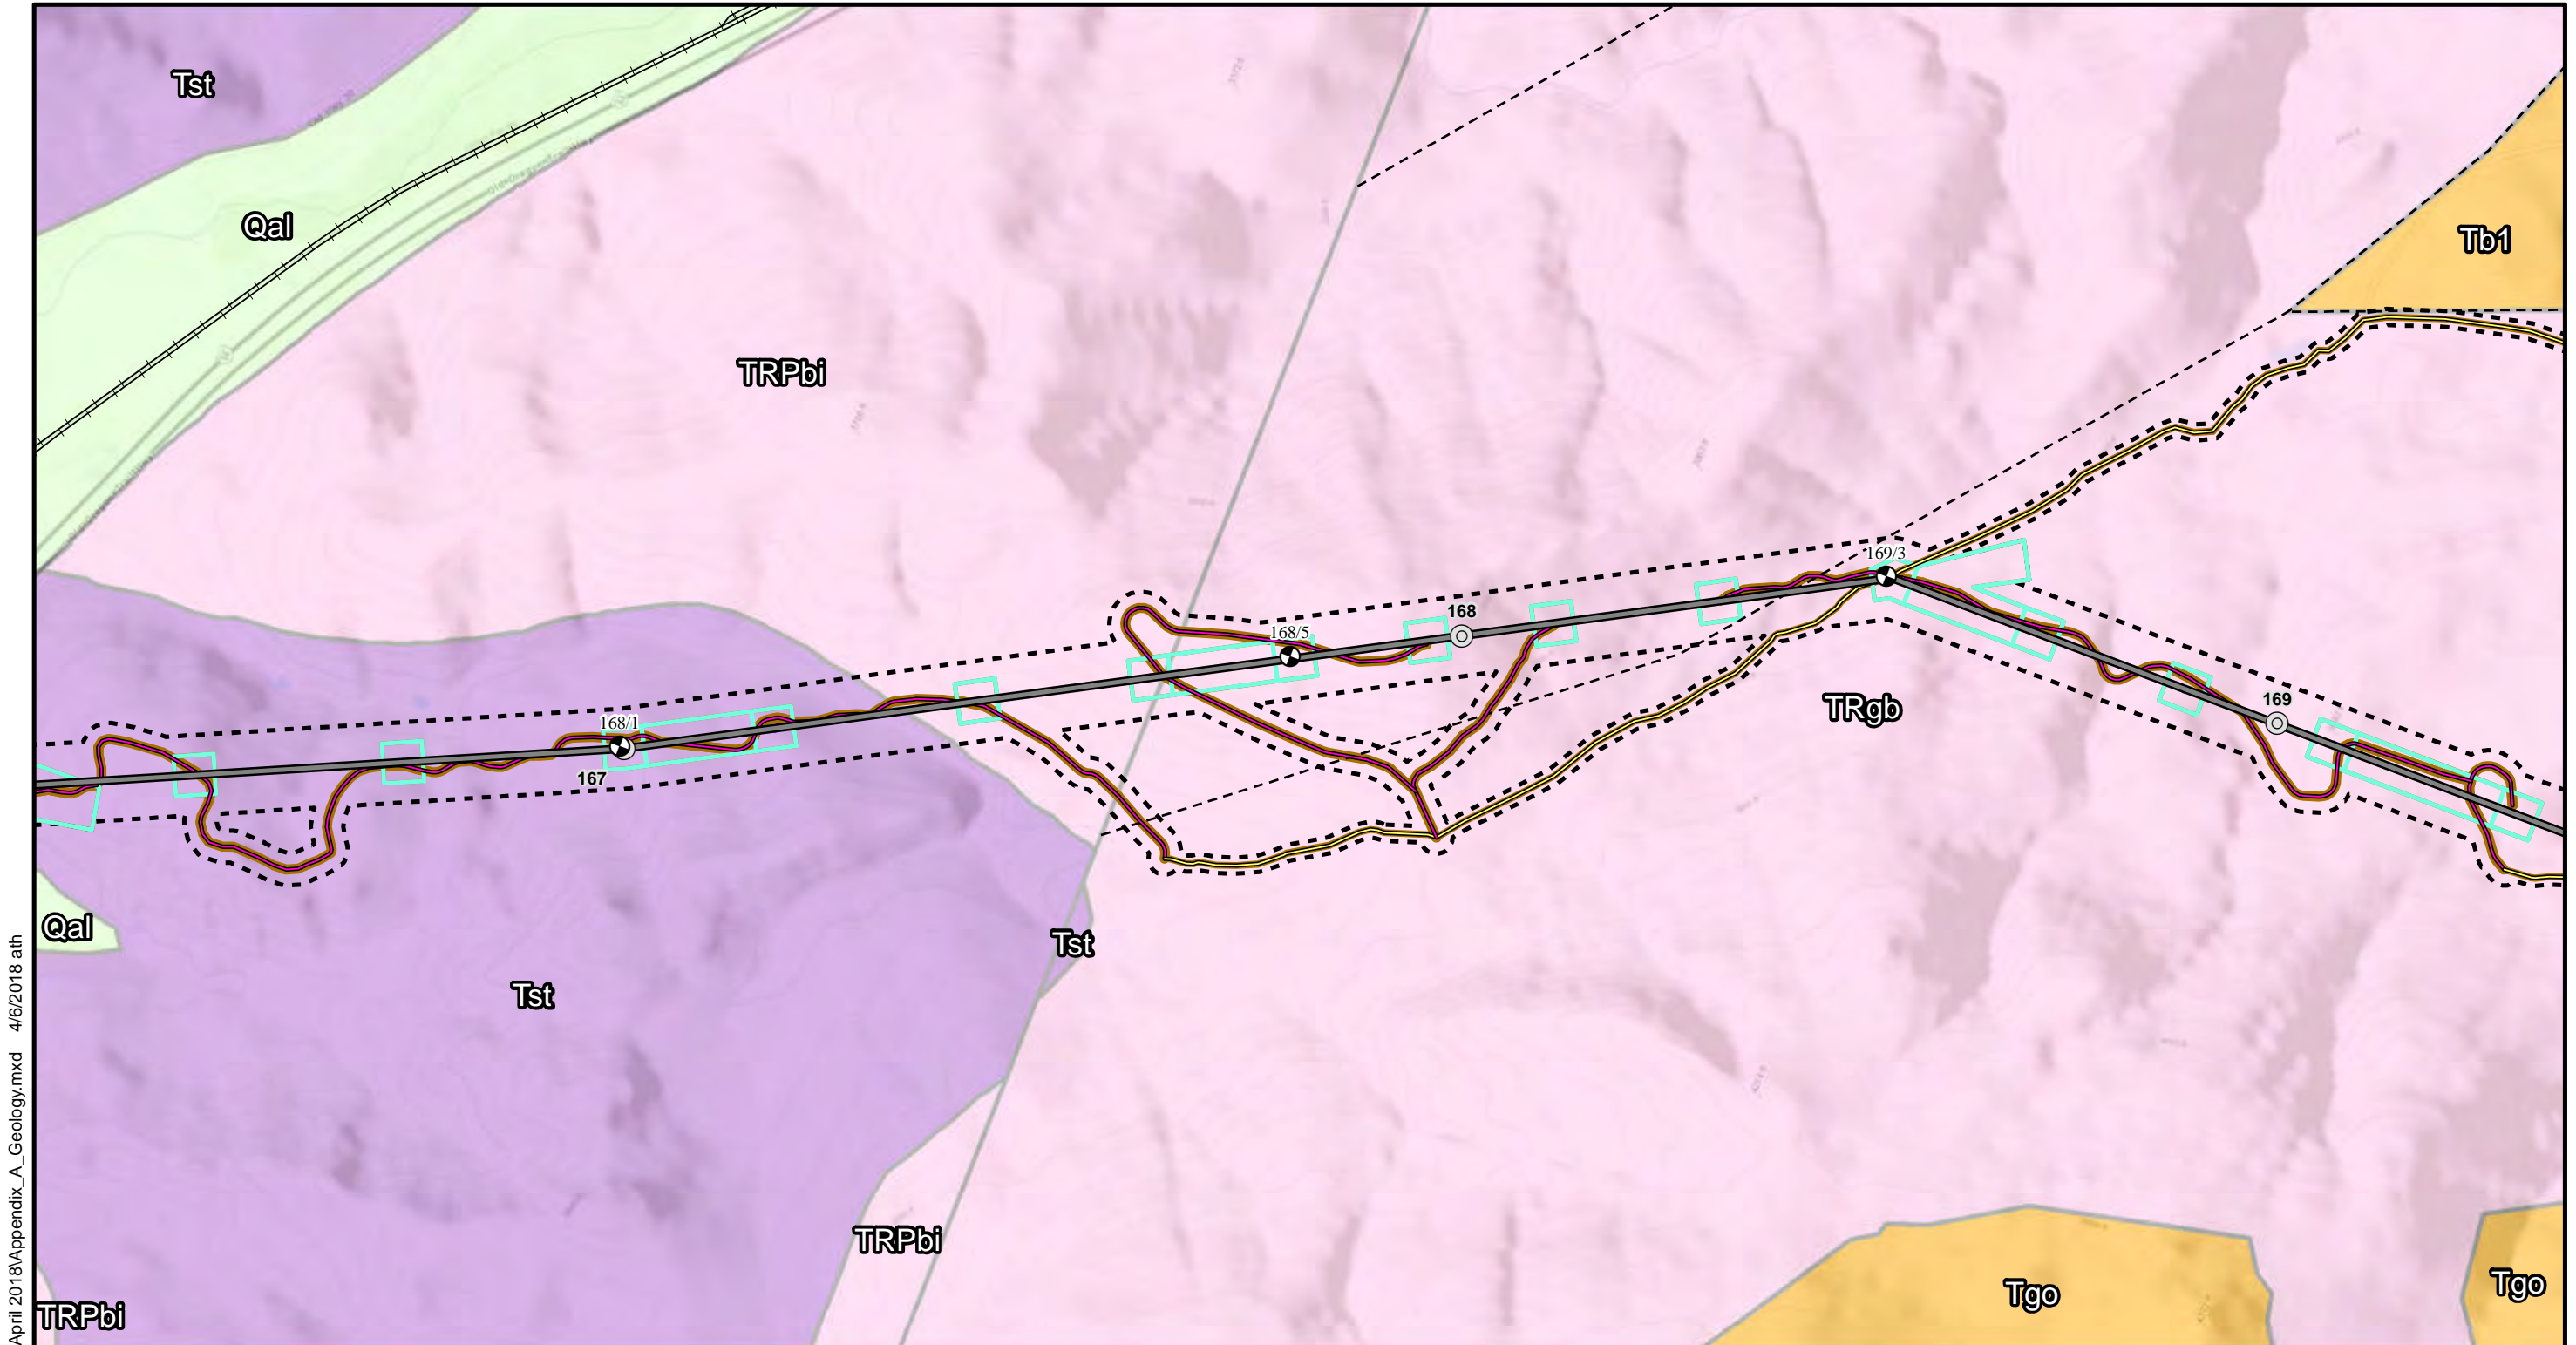 Tst
Qal
Tb1
TRPbi
169/3
168
168/5
TRgb
169
168/1
167
Qal
Tst
Tst
TRPbi
Tgo
Tgo
TRPbi
April 2018\Appendix_A_Geology.mxd 4/6/2018 ath